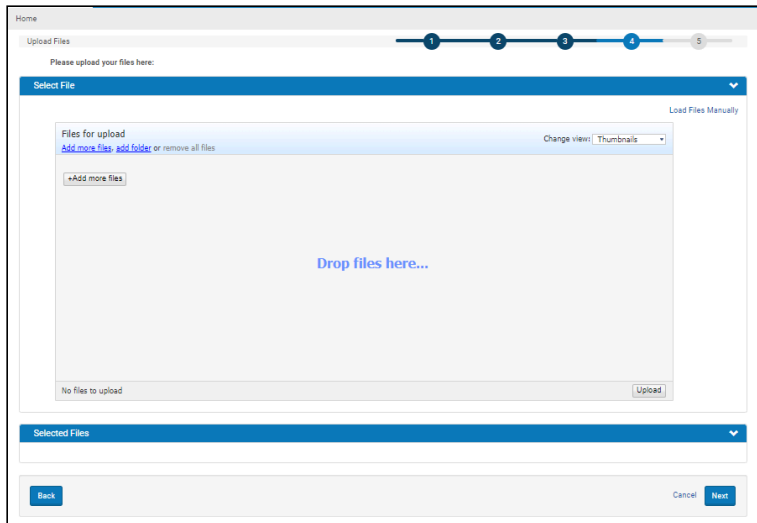 Home
Upload Files 1 2 3 4 5
Please upload your files here:
Select File
Load Files Manually
Files for upload
Change view: Thumbnails
Add more files, add folder or remove all files
+Add more files
Drop files here...
No files to upload Upload
Selected Files
Back Cancel Next